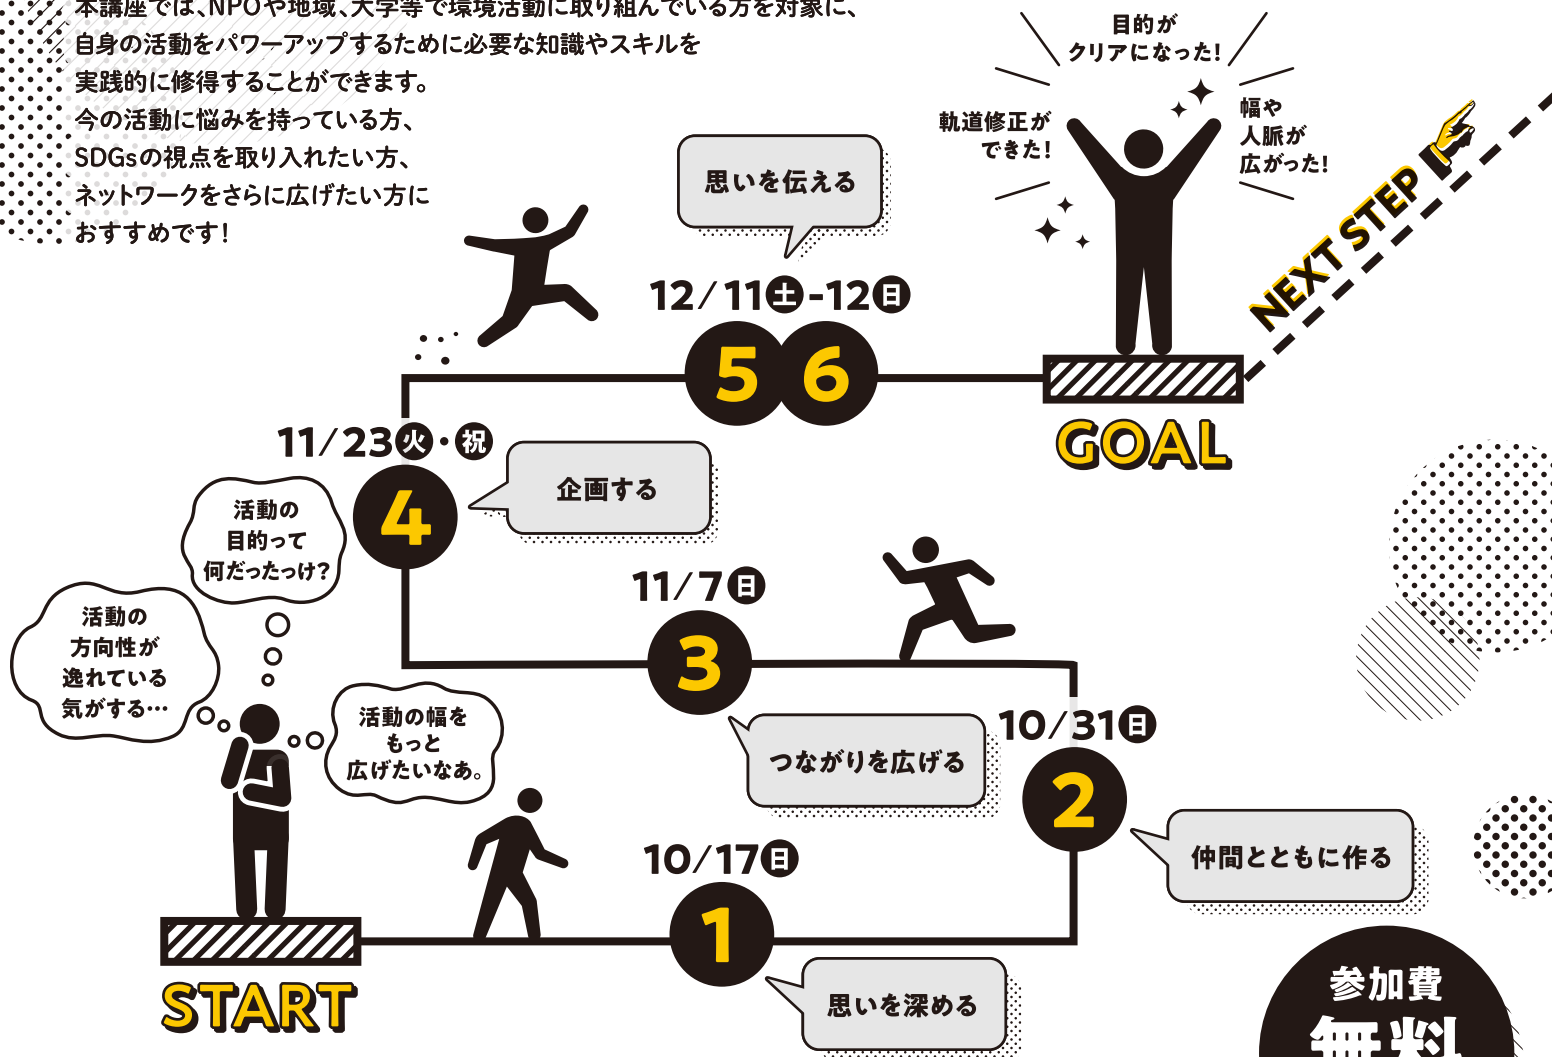 本講座では、NPOや地域、大学等で環境活動に取り組んでいる方を対象に、
自身の活動をパワーアップするために必要な知識やスキルを
実践的に修得することができます。
今の活動に悩みを持っている方、
SDGsの視点を取り入れたい方、
ネットワークをさらに広げたい方に
おすすめです!
目的が
クリアになった!
軌道修正が
できた!
幅や
人脈が
広がった!
NEXT STEP
思いを伝える
12/11土-12日
5 6
GOAL
11/23火・祝
4
企画する
活動の
目的って
何だったっけ?
活動の
方向性が
逸れている
気がする…
活動の幅を
もっと
広げたいなあ。
11/7日
3
つながりを広げる
10/31日
2
仲間とともに作る
10/17日
1
思いを深める
START
参加費
無料